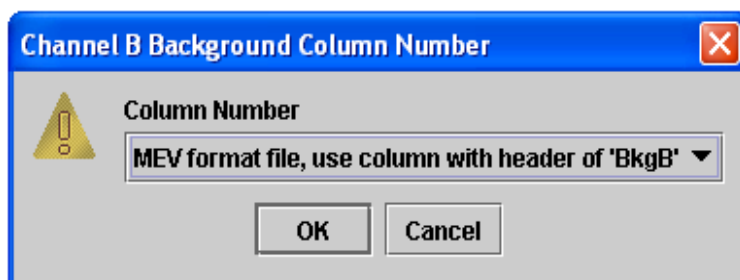 Channel B Background Column Number
Column Number
MEV format file, use column with header of 'BkgB'
OK Cancel